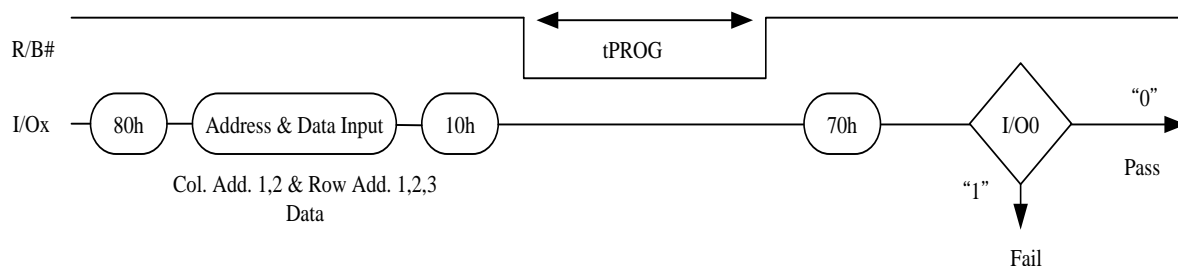 R/B#
tPROG
I/Ox
80h
Address & Data Input
10h
70h
I/O0
“0”
Pass
Col. Add. 1,2 & Row Add. 1,2,3
Data
“1”
Fail